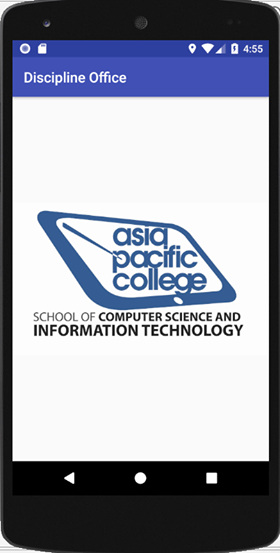 4:55
Discipline Office
asia
pacific
college
SCHOOL OF COMPUTER SCIENCE AND
INFORMATION TECHNOLOGY